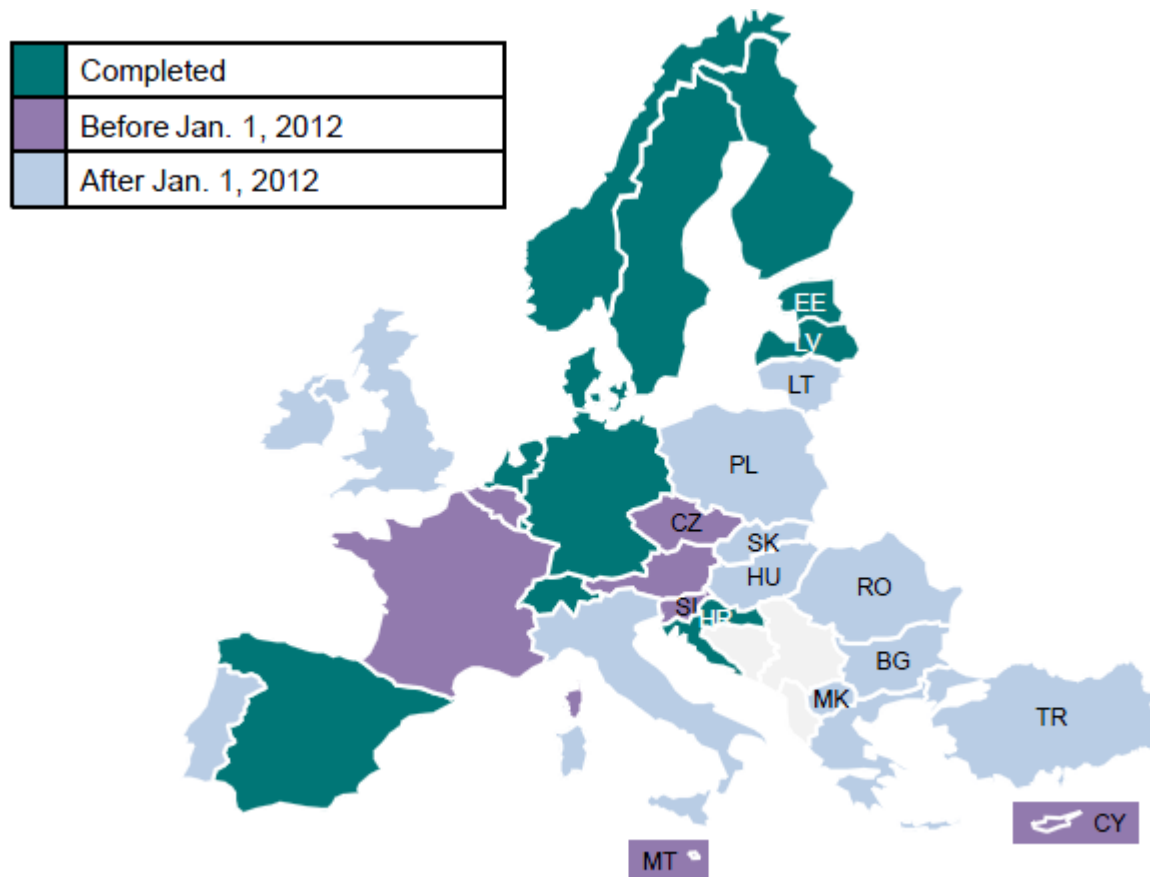 Completed
Before Jan. 1, 2012
After Jan. 1, 2012
EE
LV
LT
PL
CZ
SK
HU
RO
SI
HR
BG
MK
TR
CY
MT